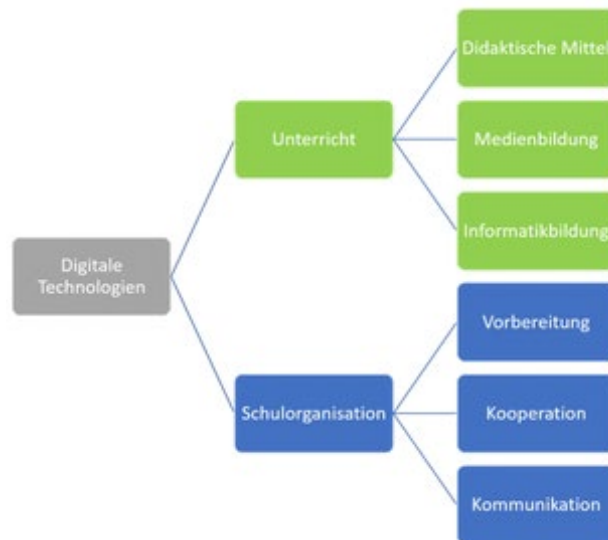 Digitale
Technologien
Unterricht
Didaktische Mittel
Medienbildung
Informatikbildung
Schulorganisation
Vorbereitung
Kooperation
Kommunikation